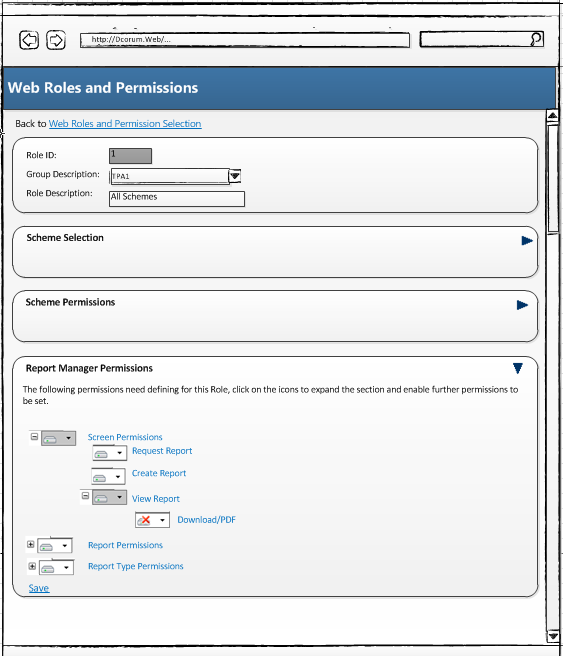 http://Dcorum.Web/...
Web Roles and Permissions
Back to Web Roles and Permission Selection
Role ID: 1
Group Description: TPA1
Role Description: All Schemes
Scheme Selection
Scheme Permissions
Report Manager Permissions
The following permissions need defining for this Role, click on the icons to expand the section and enable further permissions to
be set.
Screen Permissions
Request Report
Create Report
View Report
Download/PDF
Report Permissions
Report Type Permissions
Save